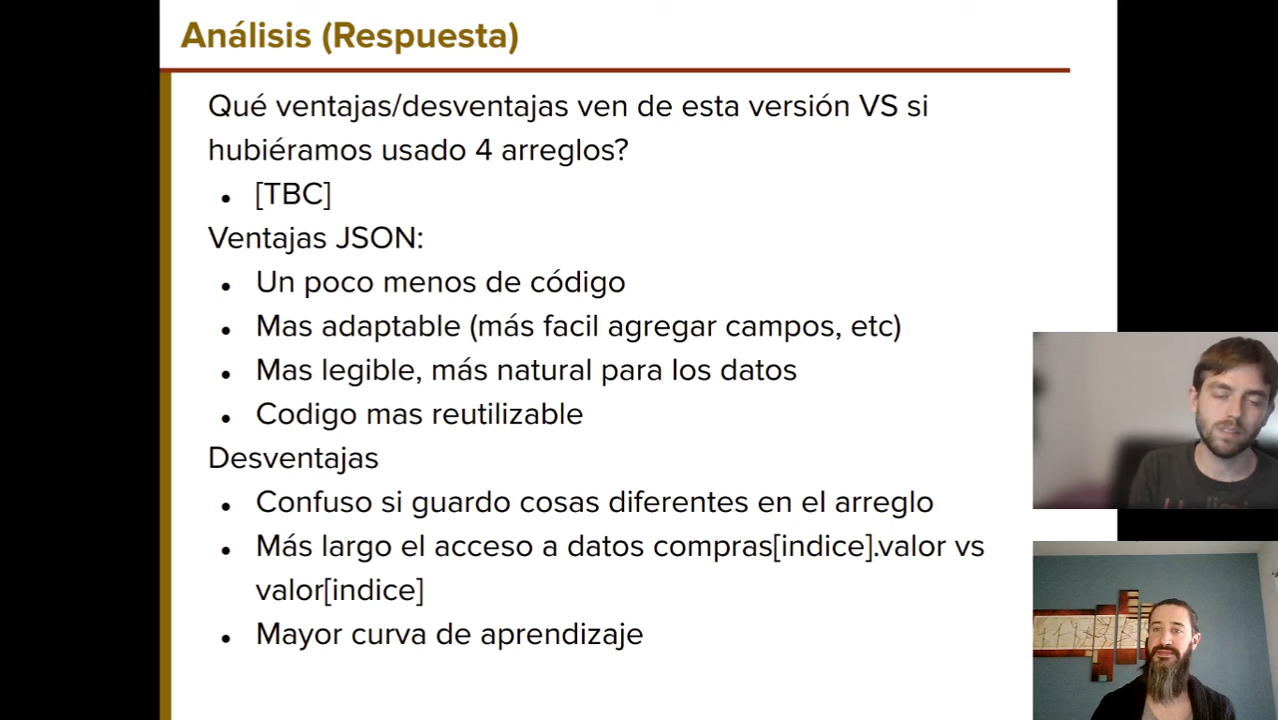 Análisis (Respuesta)
Qué ventajas/desventajas ven de esta versión VS si
hubiéramos usado 4 arreglos?
• [TBC]
Ventajas JSON:
• Un poco menos de código
• Mas adaptable (más facil agregar campos, etc)
• Mas legible, más natural para los datos
• Codigo mas reutilizable
Desventajas
• Confuso si guardo cosas diferentes en el arreglo
• Más largo el acceso a datos compras[indice].valor vs
valor[indice]
• Mayor curva de aprendizaje